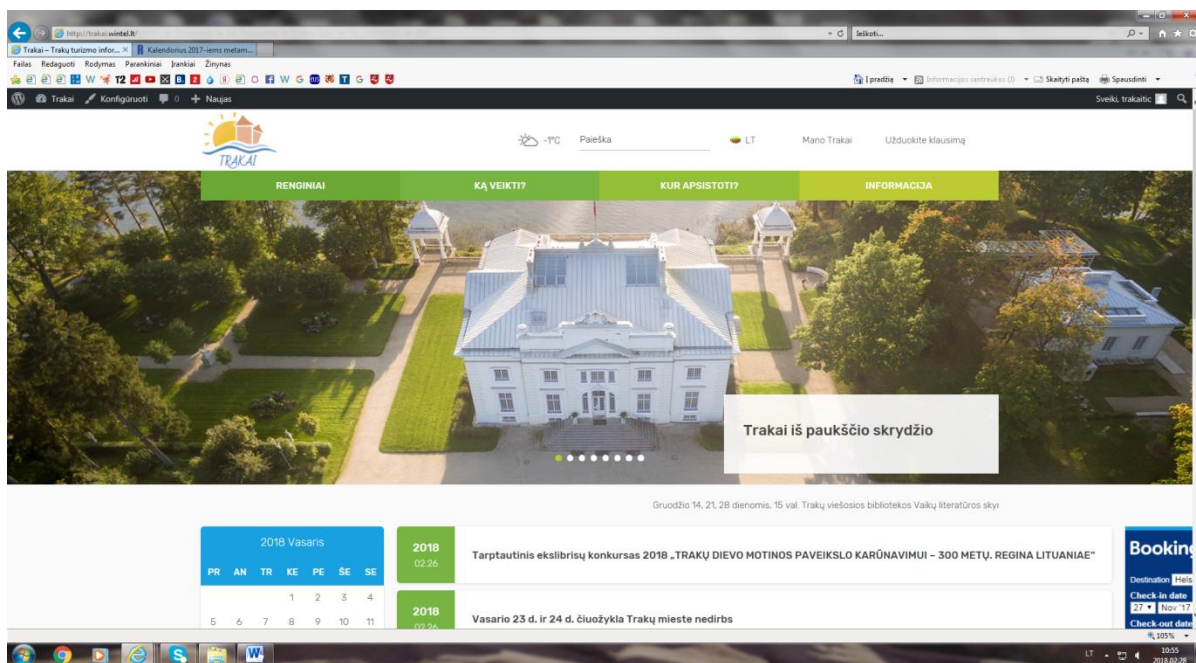 http://trakai.wintel.lt/
Ieškoti...
Trakai – Trakų turizmo infor...
Kalendorius 2017-iems metam...
Failas Redaguoti Rodymas Parankiniai Įrankiai Žinynas
Į pradžią Informacijos santraukos (J) Skaityti paštą Spausdinti
Trakai Konfigūruoti 0 + Naujas
Sveiki, trakaitic
TRAKAI
-1°C Paieška LT Mano Trakai Užduokite klausimą
RENGINIAI KĄ VEIKTI? KUR APSISTOTI? INFORMACIJA
Trakai iš paukščio skrydžio
Gruodžio 14, 21, 28 dienomis, 15 val. Trakų viešosios bibliotekos Vaikų literatūros skyr
2018 Vasaris
PR AN TR KE PE ŠE SE
1 2 3 4
5 6 7 8 9 10 11
2018
02.26
Tarptautinis ekslibrisų konkursas 2018 „TRAKŲ DIEVO MOTINOS PAVEIKSLO KARŪNAVIMUI – 300 METŲ. REGINA LITUANIAE"
2018
02.26
Vasario 23 d. ir 24 d. čiuožykla Trakų mieste nedirbs
Booking
Destination Hels
Check-in date
27 Nov '17
Check-out date
105%
LT
10:55
2018.02.28